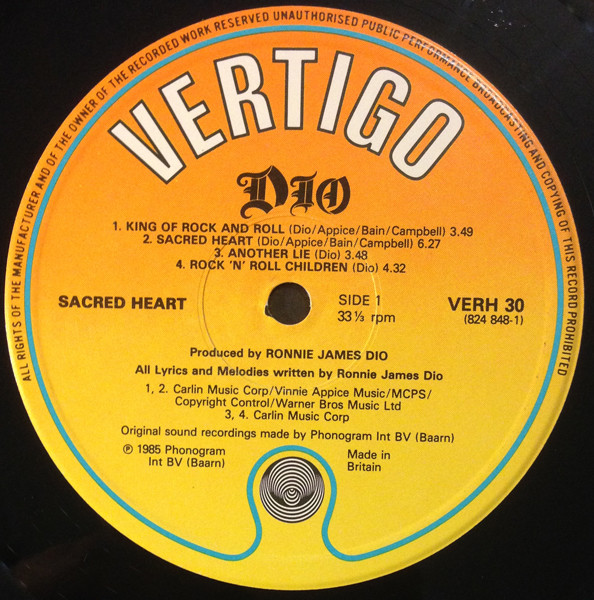 ALL RIGHTS OF THE MANUFACTURER AND OF THE OWNER OF THE RECORDED WORK RESERVED UNAUTHORISED PUBLIC PERFORMANCE BROADCASTING AND COPYING OF THIS RECORD PROHIBITED
VERTIGO
DIO
1. KING OF ROCK AND ROLL (Dio/Appice/Bain/Campbell) 3.49
2. SACRED HEART (Dio/Appice/Bain/Campbell) 6.27
3. ANOTHER LIE (Dio) 3.48
4. ROCK 'N' ROLL CHILDREN (Dio) 4.32
SACRED HEART
SIDE 1
33⅓ rpm
VERH 30
(824 848-1)
Produced by RONNIE JAMES DIO
All Lyrics and Melodies written by Ronnie James Dio
1, 2. Carlin Music Corp/Vinnie Appice Music/MCPS/
Copyright Control/Warner Bros Music Ltd
3, 4. Carlin Music Corp
Original sound recordings made by Phonogram Int BV (Baarn)
℗ 1985 Phonogram
Int BV (Baarn)
Made in
Britain